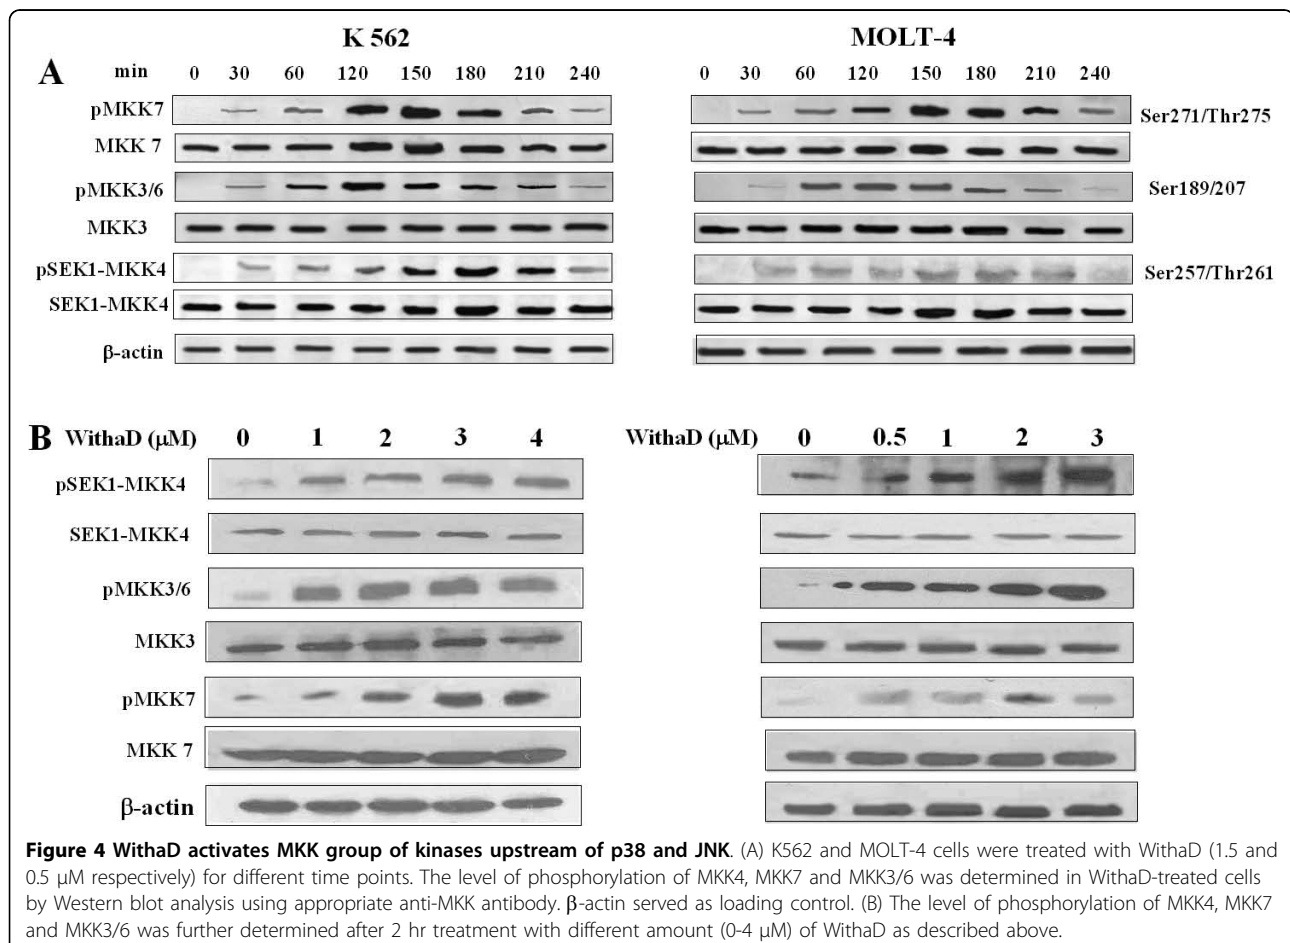 K 562 MOLT-4
A min 0 30 60 120 150 180 210 240 0 30 60 120 150 180 210 240
pMKK7 Ser271/Thr275
MKK 7
pMKK3/6 Ser189/207
MKK3
pSEK1-MKK4 Ser257/Thr261
SEK1-MKK4
β-actin
B WithaD (µM) 0 1 2 3 4 WithaD (µM) 0 0.5 1 2 3
pSEK1-MKK4
SEK1-MKK4
pMKK3/6
MKK3
pMKK7
MKK 7
β-actin
Figure 4 WithaD activates MKK group of kinases upstream of p38 and JNK. (A) K562 and MOLT-4 cells were treated with WithaD (1.5 and
0.5 µM respectively) for different time points. The level of phosphorylation of MKK4, MKK7 and MKK3/6 was determined in WithaD-treated cells
by Western blot analysis using appropriate anti-MKK antibody. β-actin served as loading control. (B) The level of phosphorylation of MKK4, MKK7
and MKK3/6 was further determined after 2 hr treatment with different amount (0-4 µM) of WithaD as described above.